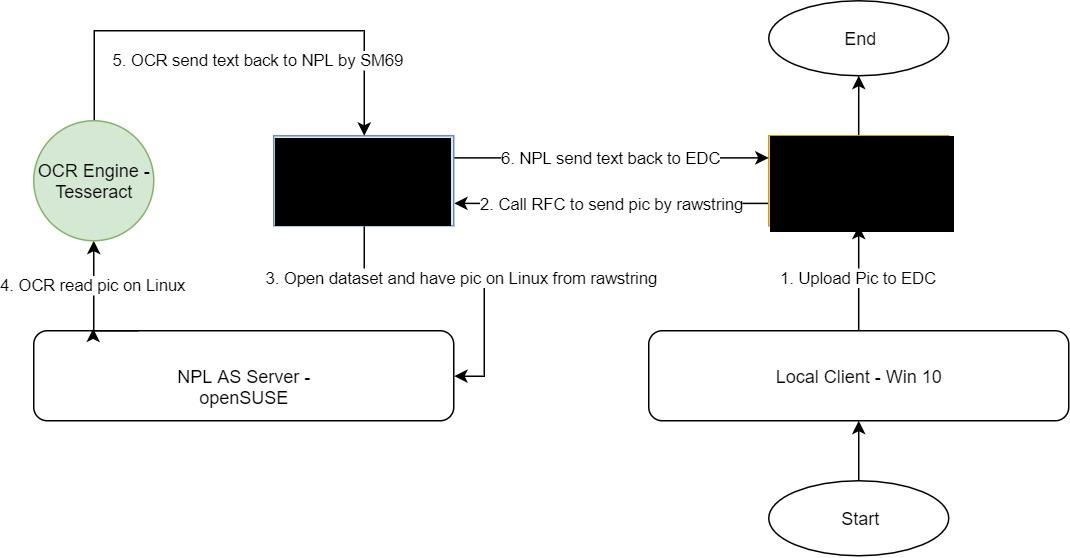 End
5. OCR send text back to NPL by SM69
OCR Engine -
Tesseract
6. NPL send text back to EDC
2. Call RFC to send pic by rawstring
4. OCR read pic on Linux
3. Open dataset and have pic on Linux from rawstring
1. Upload Pic to EDC
NPL AS Server -
openSUSE
Local Client - Win 10
Start